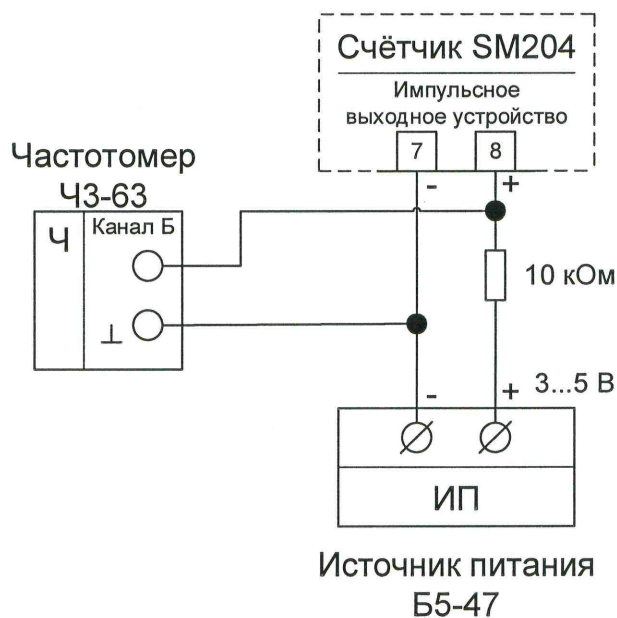 Счётчик SM204
Импульсное
выходное устройство
7
8
-
+
Частотомер
Ч3-63
Ч
Канал Б
⊥
10 кОм
-
+
3...5 В
ИП
Источник питания
Б5-47